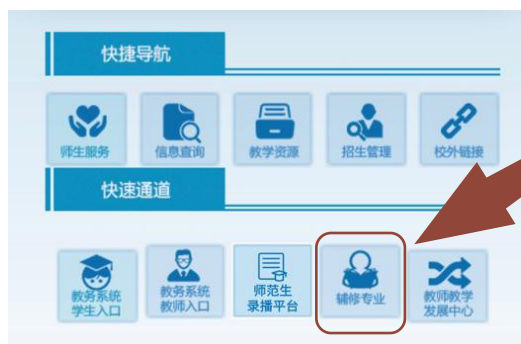 快捷导航
师生服务 信息查询 教学资源 招生管理 校外链接
快速通道
教务系统 教务系统 师范生 辅修专业 教师教学
学生入口 教师入口 录播平台 发展中心